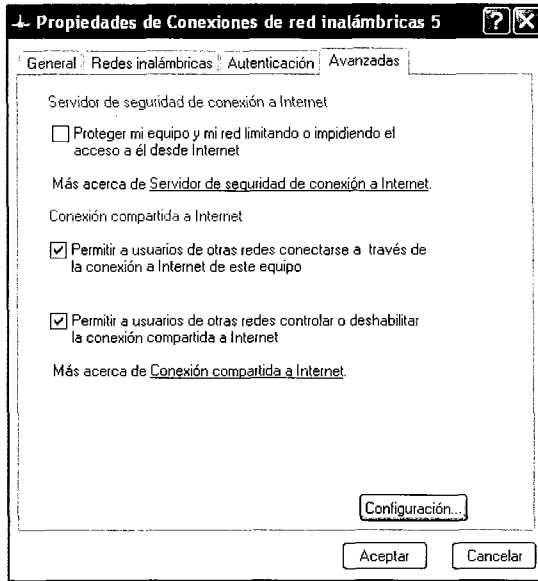 Propiedades de Conexiones de red inalámbricas 5
General Redes inalámbricas Autenticación Avanzadas
Servidor de seguridad de conexión a Internet
Proteger mi equipo y mi red limitando o impidiendo el
acceso a él desde Internet
Más acerca de Servidor de seguridad de conexión a Internet.
Conexión compartida a Internet
Permitir a usuarios de otras redes conectarse a través de
la conexión a Internet de este equipo
Permitir a usuarios de otras redes controlar o deshabilitar
la conexión compartida a Internet
Más acerca de Conexión compartida a Internet.
Configuración...
Aceptar Cancelar